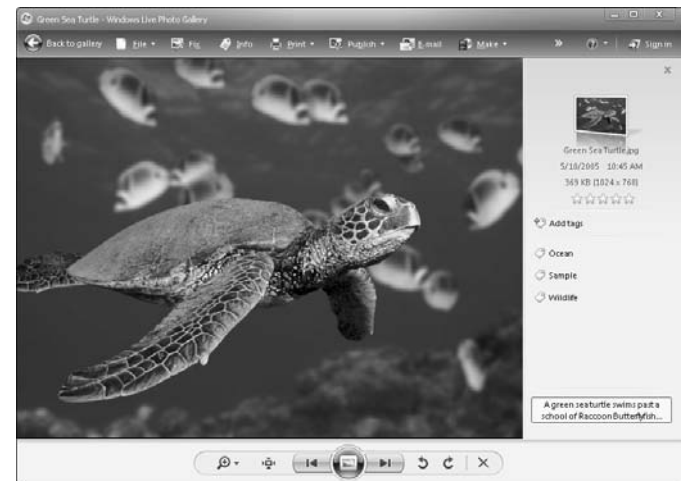 Green Sea Turtle - Windows Live Photo Gallery
Back to gallery File Fix Info Print Publish E-mail Make » Sign in
Green Sea Turtle.jpg
5/10/2005 10:45 AM
369 KB (1024 x 768)
Add tags
Ocean
Sample
Wildlife
A green sea turtle swims past a
school of Raccoon Butterflyfish...